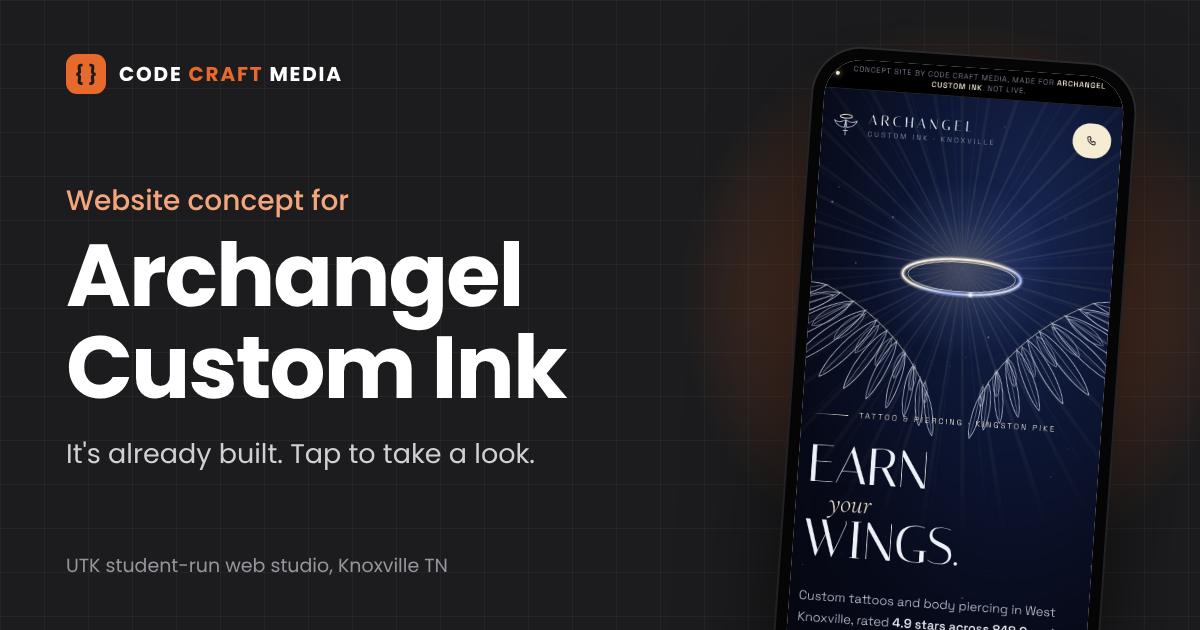 { } CODE CRAFT MEDIA
Website concept for
Archangel
Custom Ink
It's already built. Tap to take a look.
UTK student-run web studio, Knoxville TN
CONCEPT SITE BY CODE CRAFT MEDIA, MADE FOR ARCHANGEL
CUSTOM INK. NOT LIVE.
ARCHANGEL
CUSTOM INK · KNOXVILLE
TATTOO & PIERCING · KINGSTON PIKE
EARN
your
WINGS.
Custom tattoos and body piercing in West
Knoxville, rated 4.9 stars across